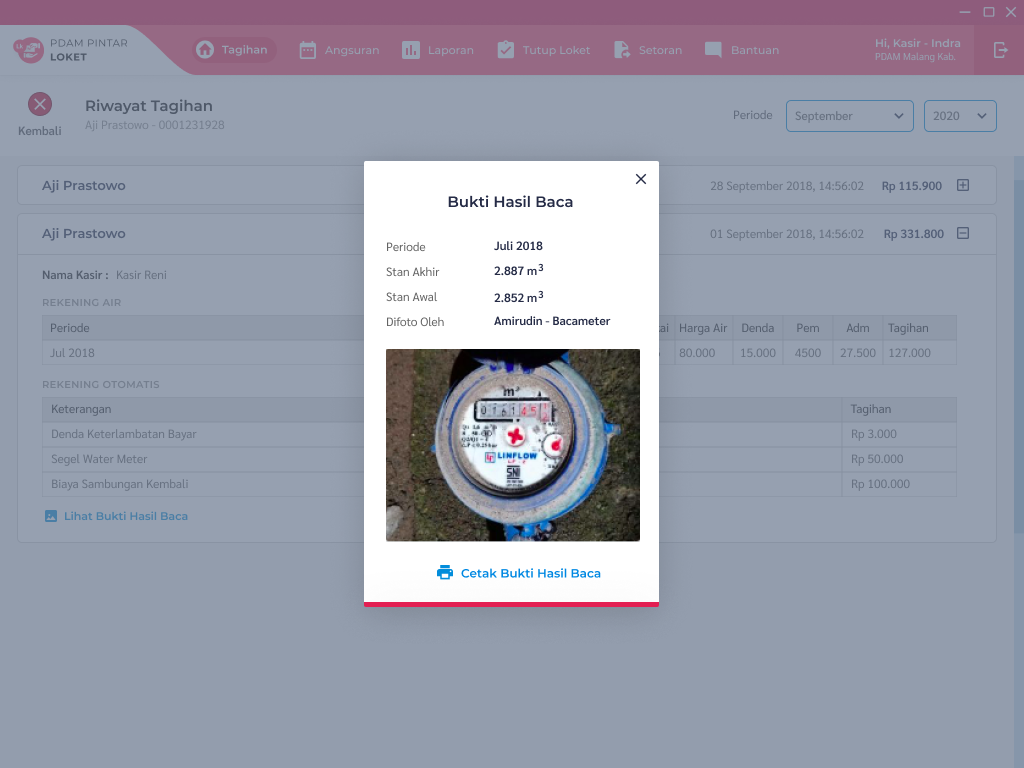 PDAM PINTAR
LOKET
Tagihan
Angsuran
Laporan
Tutup Loket
Setoran
Bantuan
Hi, Kasir - Indra
PDAM Malang Kab.
Kembali
Riwayat Tagihan
Aji Prastowo - 0001231928
Periode
September
2020
Aji Prastowo
28 September 2018, 14:56:02
Rp 115.900
Aji Prastowo
01 September 2018, 14:56:02
Rp 331.800
Nama Kasir : Kasir Reni
REKENING AIR
Periode
Harga Air
Denda
Pem
Adm
Tagihan
Jul 2018
80.000
15.000
4500
27.500
127.000
REKENING OTOMATIS
Keterangan
Tagihan
Denda Keterlambatan Bayar
Rp 3.000
Segel Water Meter
Rp 50.000
Biaya Sambungan Kembali
Rp 100.000
Lihat Bukti Hasil Baca
Bukti Hasil Baca
Periode Juli 2018
Stan Akhir 2.887 m³
Stan Awal 2.852 m³
Difoto Oleh Amirudin - Bacameter
m³
LINFLOW
SNI
Cetak Bukti Hasil Baca